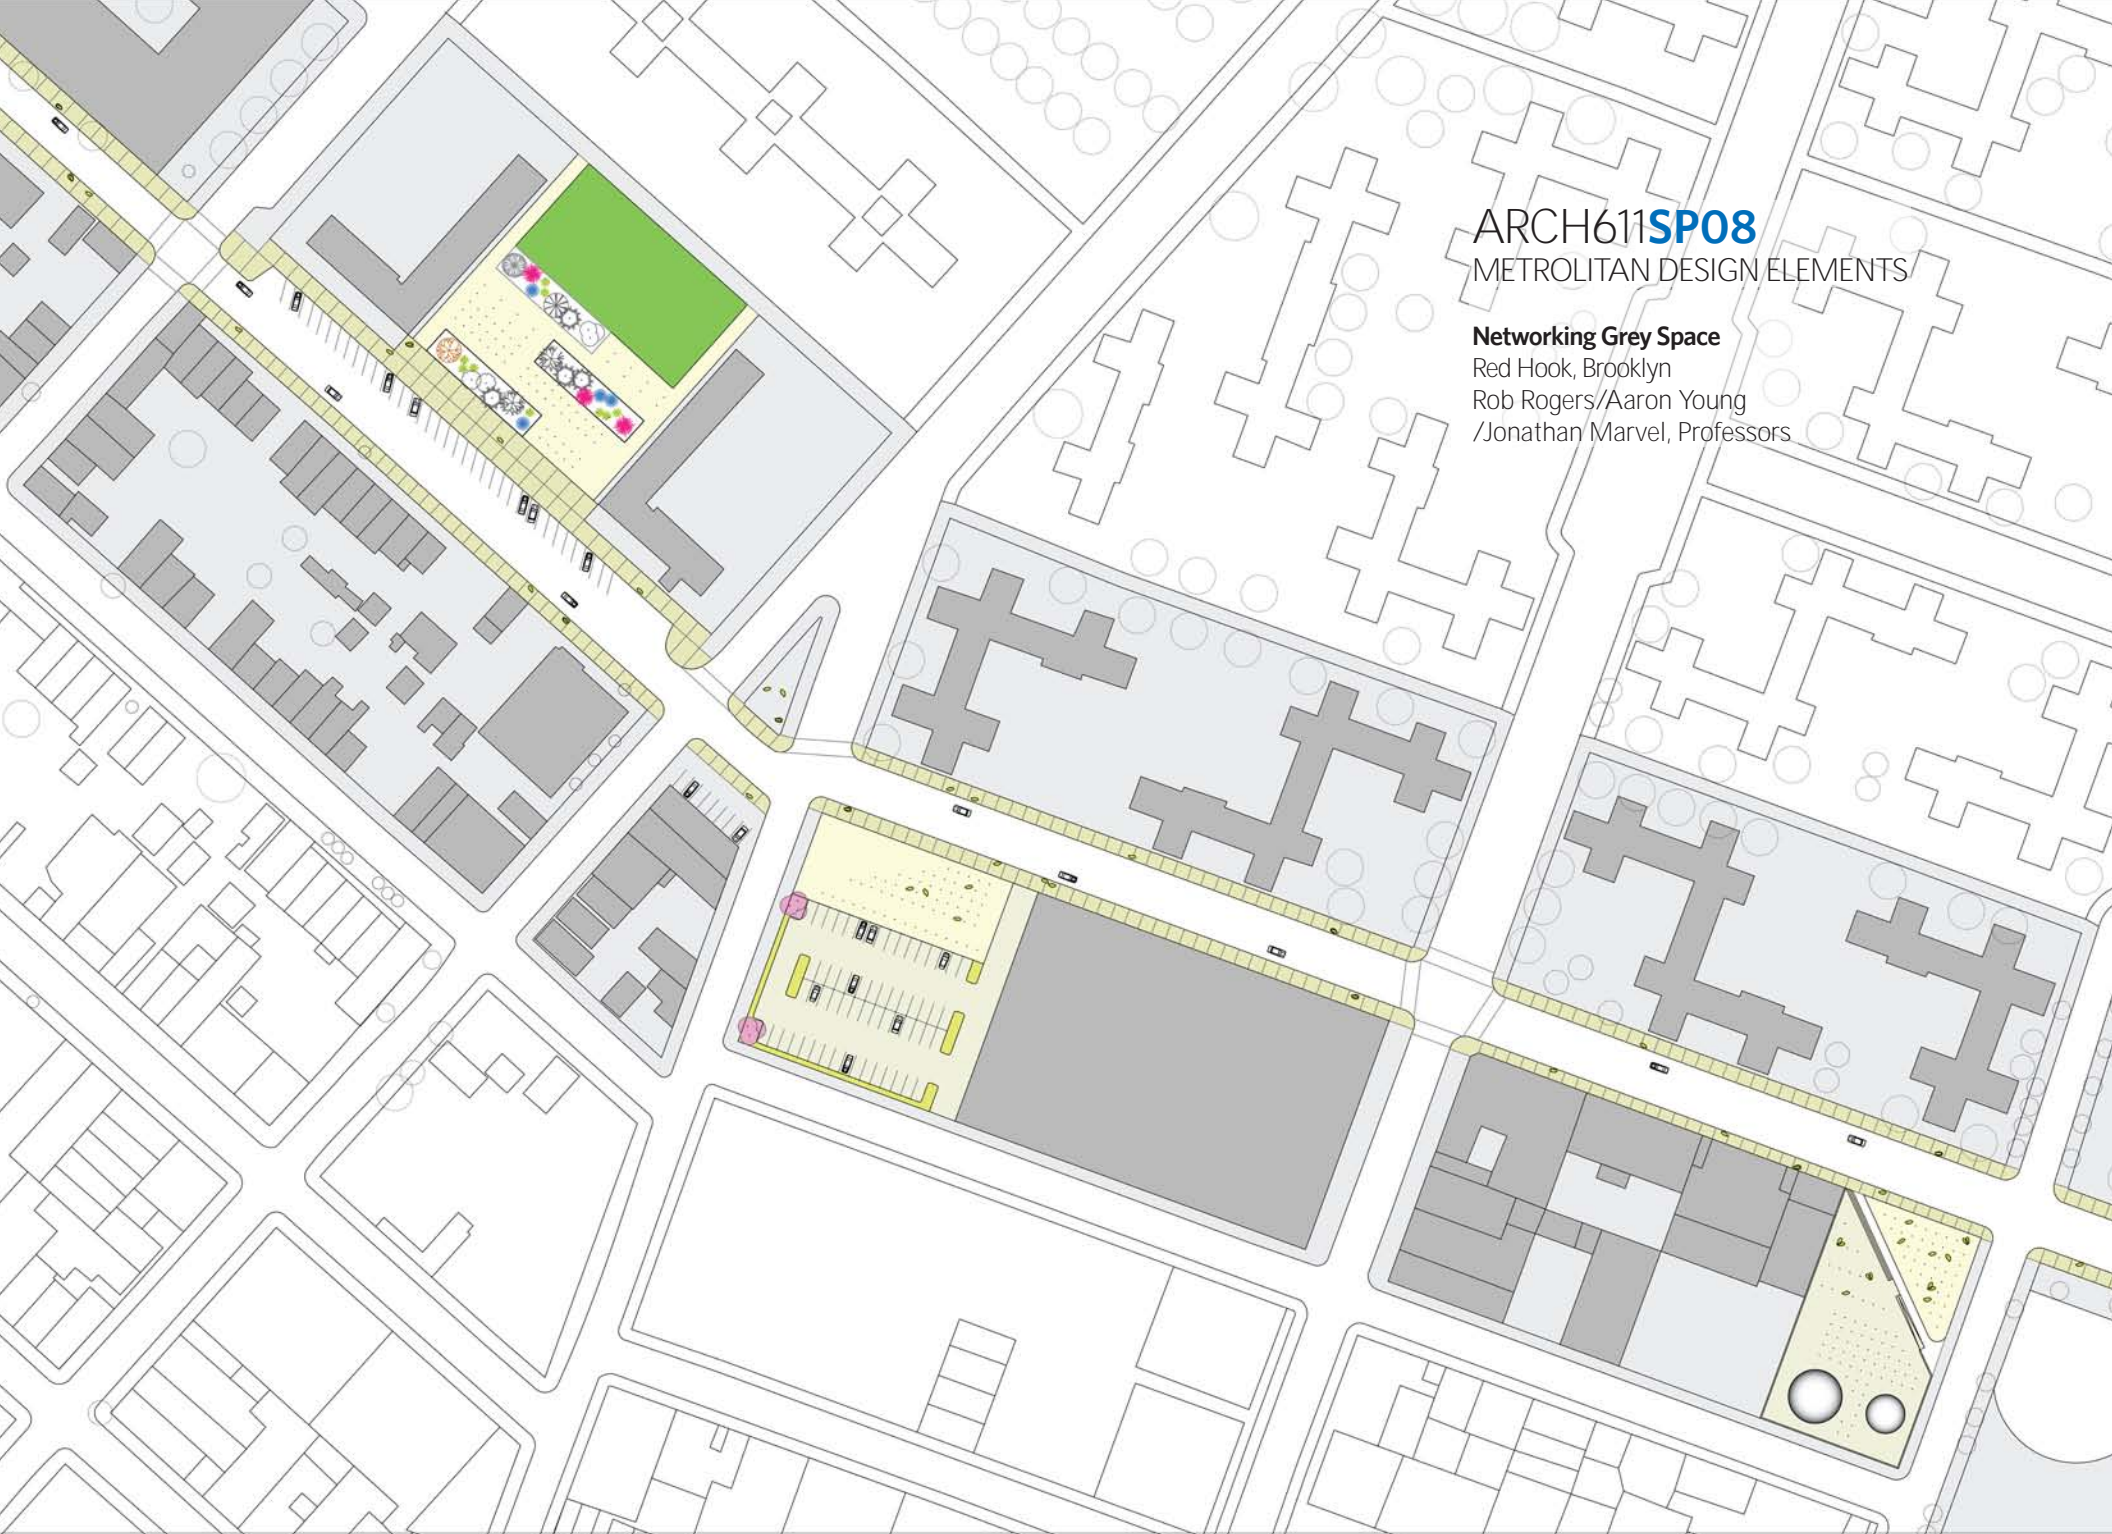 ARCH611SP08
METROLITAN DESIGN ELEMENTS
Networking Grey Space
Red Hook, Brooklyn
Rob Rogers/Aaron Young
/Jonathan Marvel, Professors